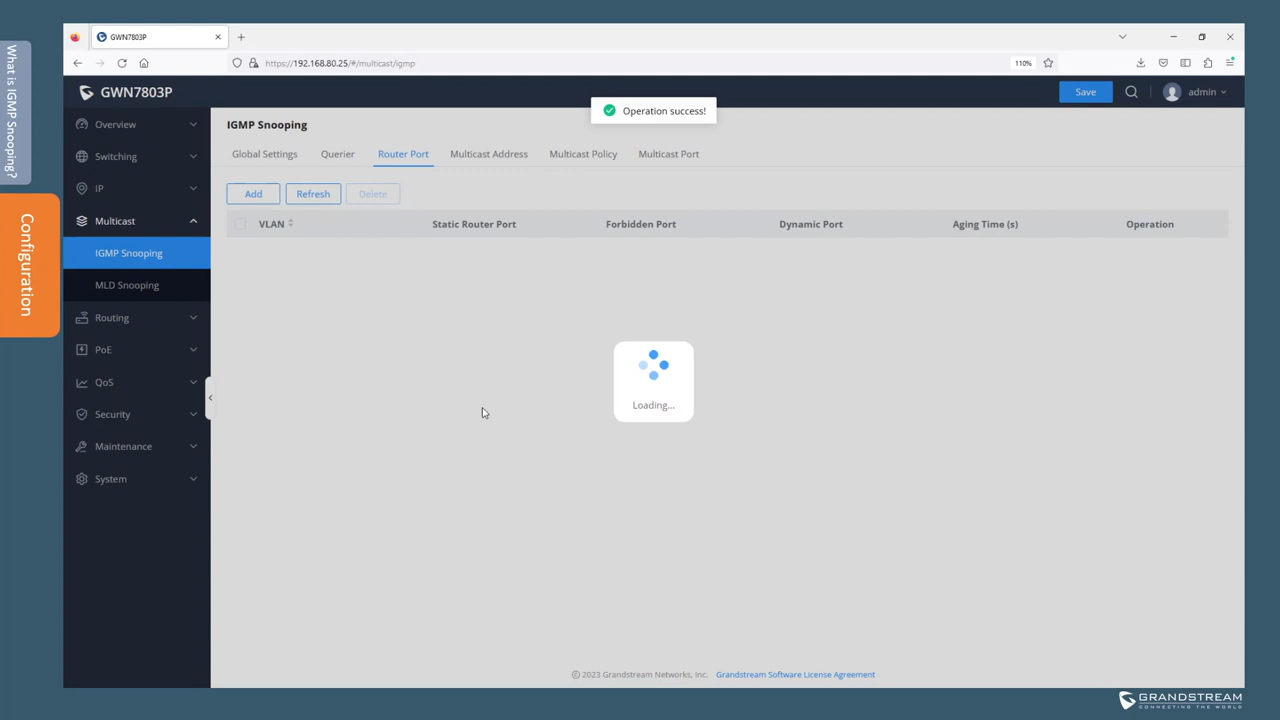 What is IGMP Snooping?
Configuration
GWN7803P
https://192.168.80.25/#/multicast/igmp
110%
GWN7803P
Operation success!
Save
admin
Overview
Switching
IP
Multicast
IGMP Snooping
MLD Snooping
Routing
PoE
QoS
Security
Maintenance
System
IGMP Snooping
Global Settings Querier Router Port Multicast Address Multicast Policy Multicast Port
Add Refresh Delete
VLAN Static Router Port Forbidden Port Dynamic Port Aging Time (s) Operation
Loading...
© 2023 Grandstream Networks, Inc. Grandstream Software License Agreement
GRANDSTREAM
CONNECTING THE WORLD